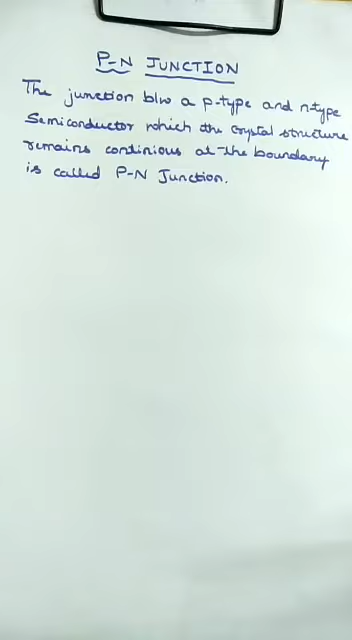 P-N JUNCTION
The junction blw a p-type and n-type
Semiconductor which the crystal structure
remains continious at the boundary
is called P-N Junction.